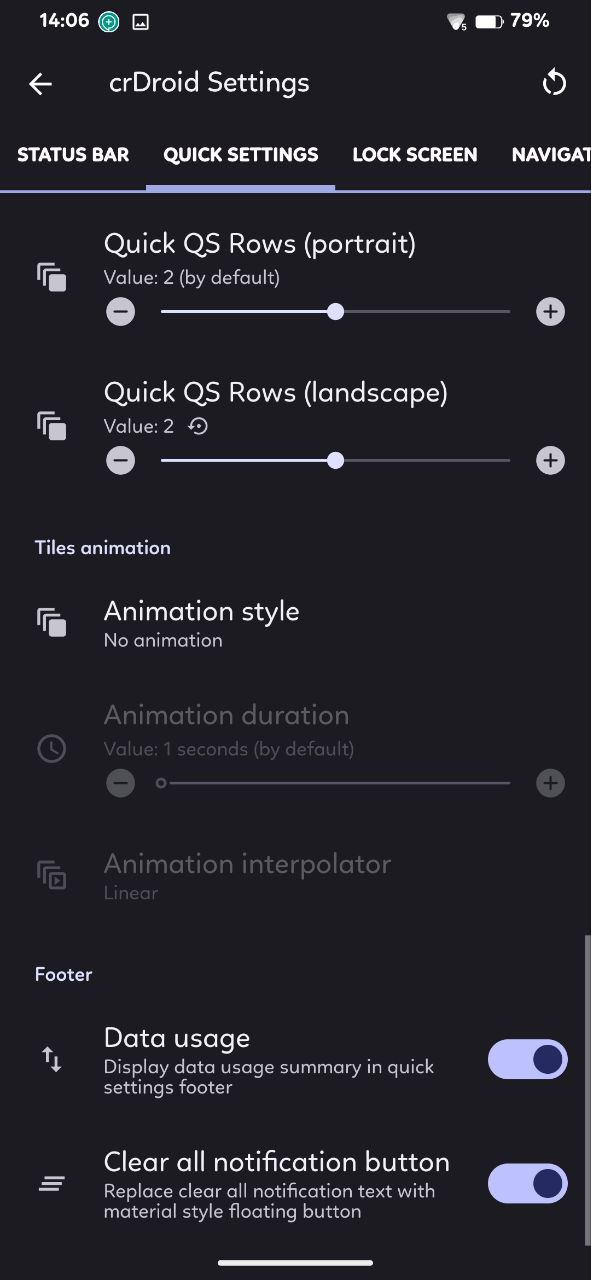 14:06
5
79%
crDroid Settings
STATUS BAR
QUICK SETTINGS
LOCK SCREEN
NAVIGAT
Quick QS Rows (portrait)
Value: 2 (by default)
Quick QS Rows (landscape)
Value: 2
Tiles animation
Animation style
No animation
Animation duration
Value: 1 seconds (by default)
Animation interpolator
Linear
Footer
Data usage
Display data usage summary in quick
settings footer
Clear all notification button
Replace clear all notification text with
material style floating button